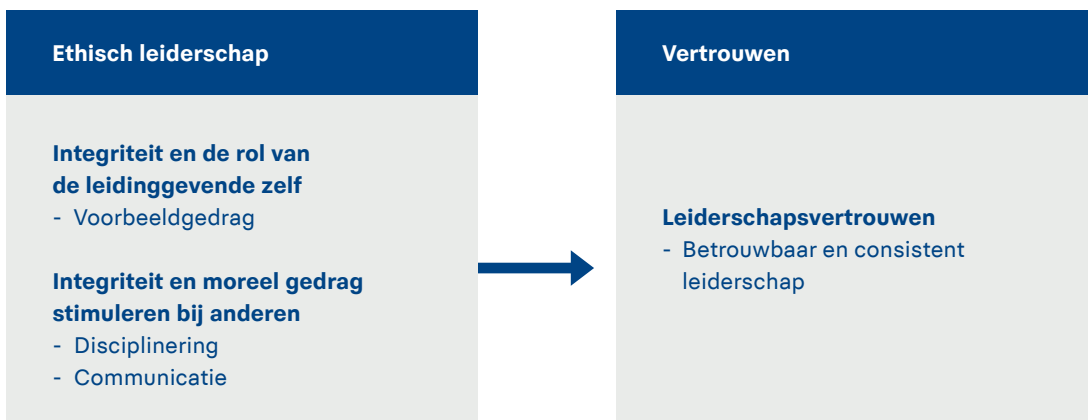 Ethisch leiderschap
Integriteit en de rol van
de leidinggevende zelf
- Voorbeeldgedrag
Integriteit en moreel gedrag
stimuleren bij anderen
- Disciplinering
- Communicatie
Vertrouwen
Leiderschapsvertrouwen
- Betrouwbaar en consistent
leiderschap